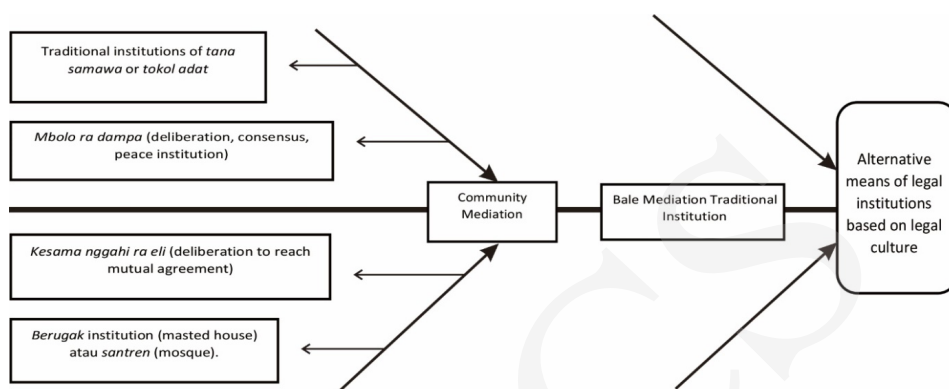 Traditional institutions of tana
samawa or tokol adat
Mbolo ra dampa (deliberation, consensus,
peace institution)
Kesama nggahi ra eli (deliberation to reach
mutual agreement)
Berugak institution (masted house)
atau santren (mosque).
Community
Mediation
Bale Mediation Traditional
Institution
Alternative
means of legal
institutions
based on legal
culture